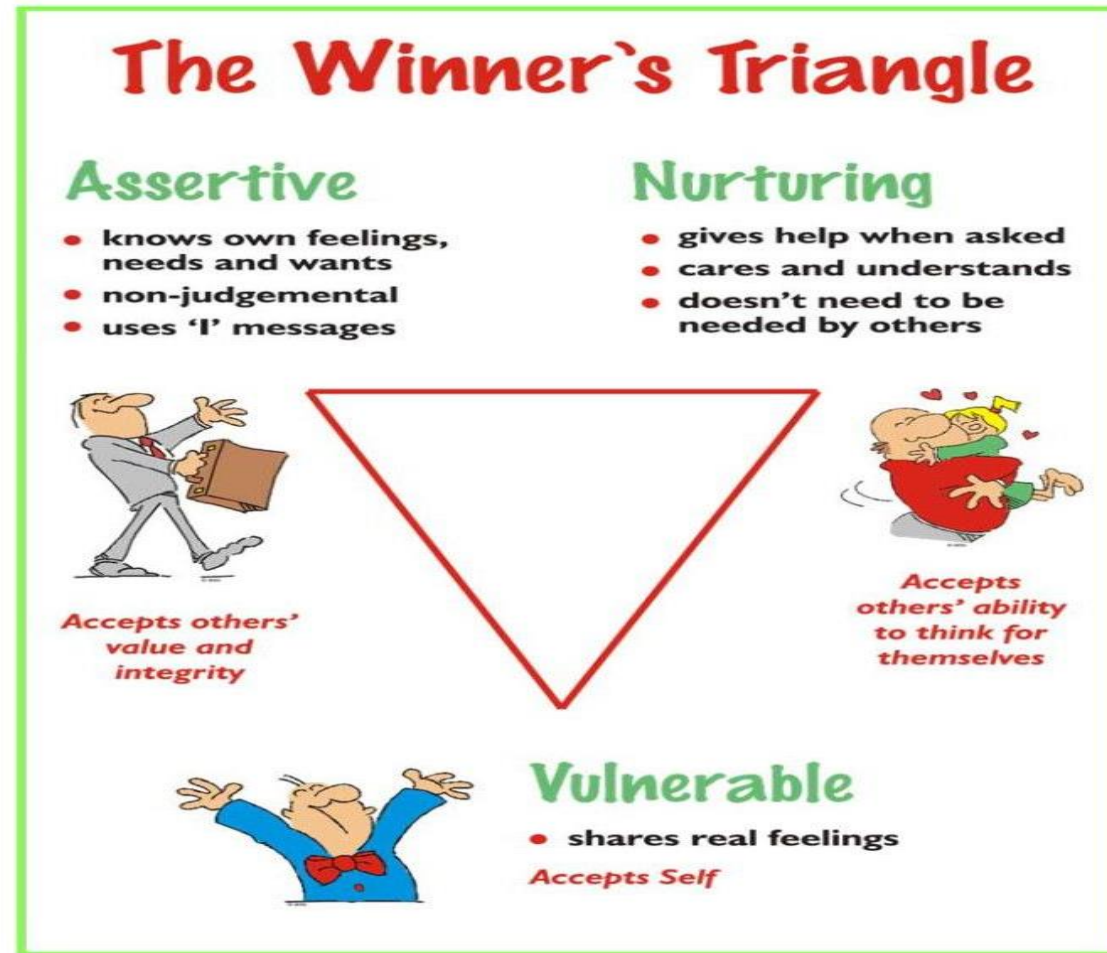 The Winner`s Triangle
Assertive
• knows own feelings,
needs and wants
• non-judgemental
• uses ‘I’ messages
Nurturing
• gives help when asked
• cares and understands
• doesn’t need to be
needed by others
Accepts others’
value and
integrity
Accepts
others’ ability
to think for
themselves
Vulnerable
• shares real feelings
Accepts Self